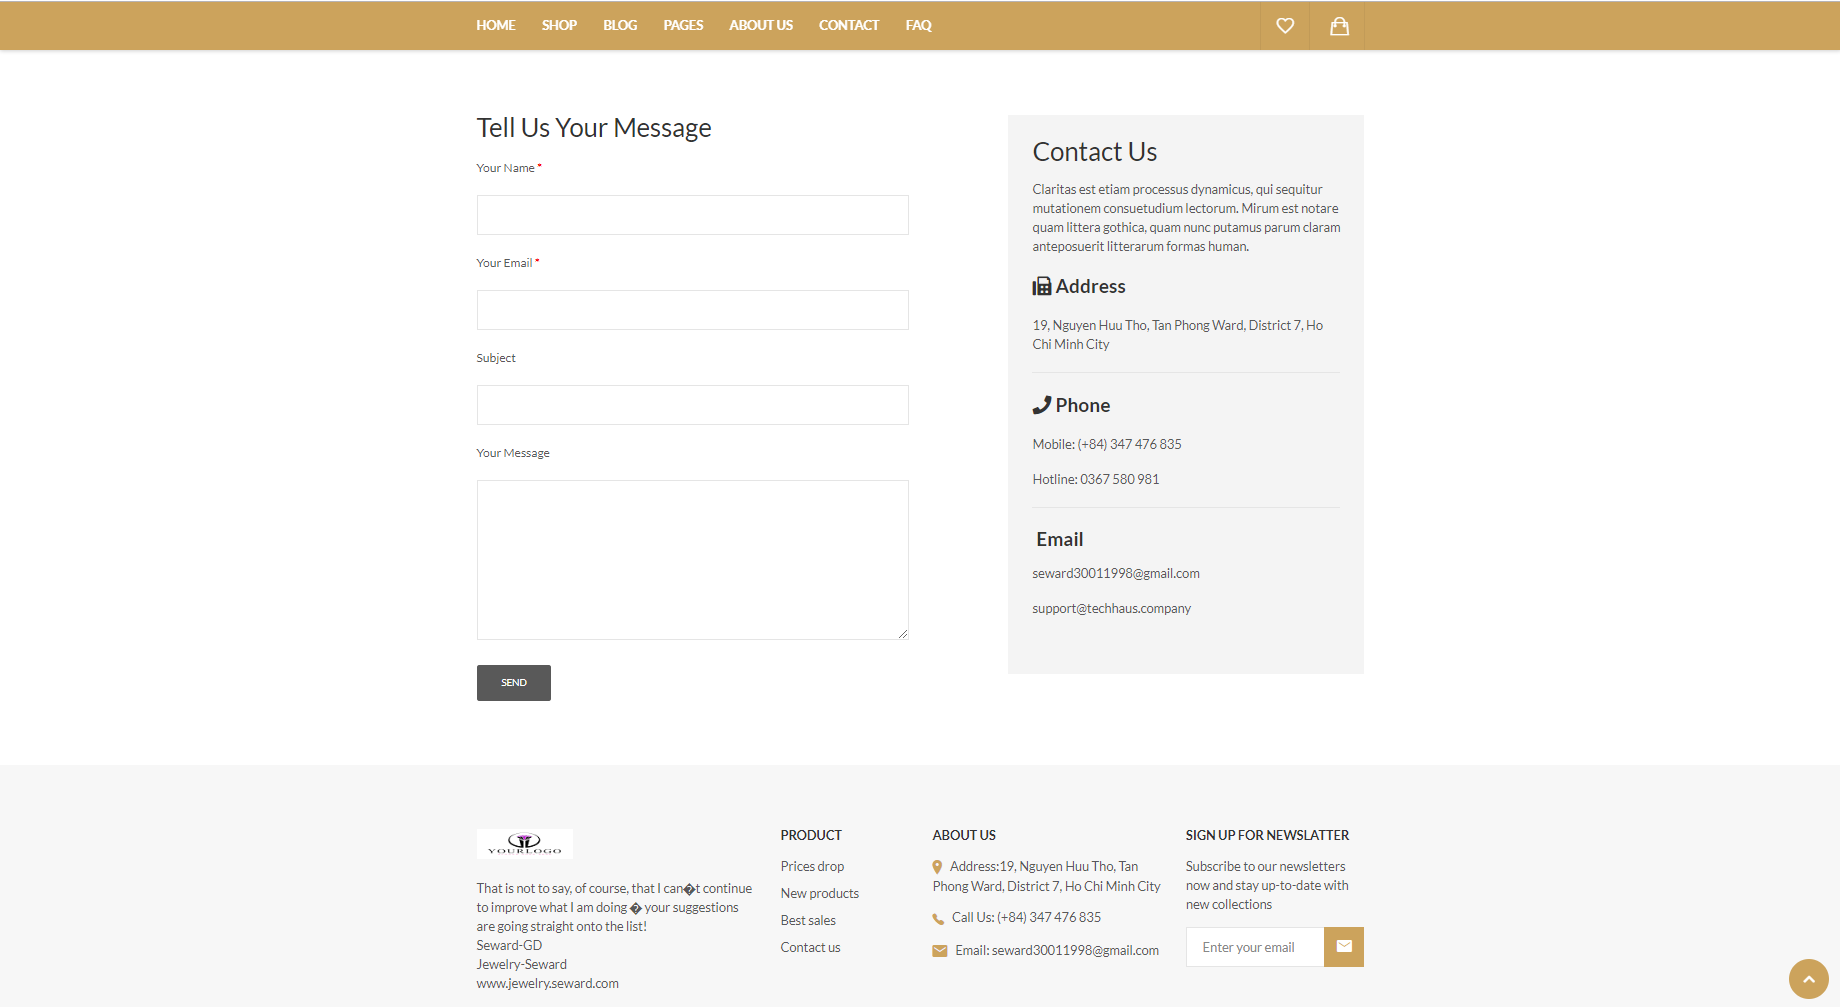 HOME SHOP BLOG PAGES ABOUT US CONTACT FAQ
Tell Us Your Message
Your Name *
Your Email *
Subject
Your Message
SEND
Contact Us
Claritas est etiam processus dynamicus, qui sequitur
mutationem consuetudium lectorum. Mirum est notare
quam littera gothica, quam nunc putamus parum claram
anteposuerit litterarum formas human.
Address
19, Nguyen Huu Tho, Tan Phong Ward, District 7, Ho
Chi Minh City
Phone
Mobile: (+84) 347 476 835
Hotline: 0367 580 981
Email
seward30011998@gmail.com
support@techhaus.company
YOURLOGO
That is not to say, of course, that I can�t continue
to improve what I am doing � your suggestions
are going straight onto the list!
Seward-GD
Jewelry-Seward
www.jewelry.seward.com
PRODUCT
Prices drop
New products
Best sales
Contact us
ABOUT US
Address:19, Nguyen Huu Tho, Tan
Phong Ward, District 7, Ho Chi Minh City
Call Us: (+84) 347 476 835
Email: seward30011998@gmail.com
SIGN UP FOR NEWSLATTER
Subscribe to our newsletters
now and stay up-to-date with
new collections
Enter your email